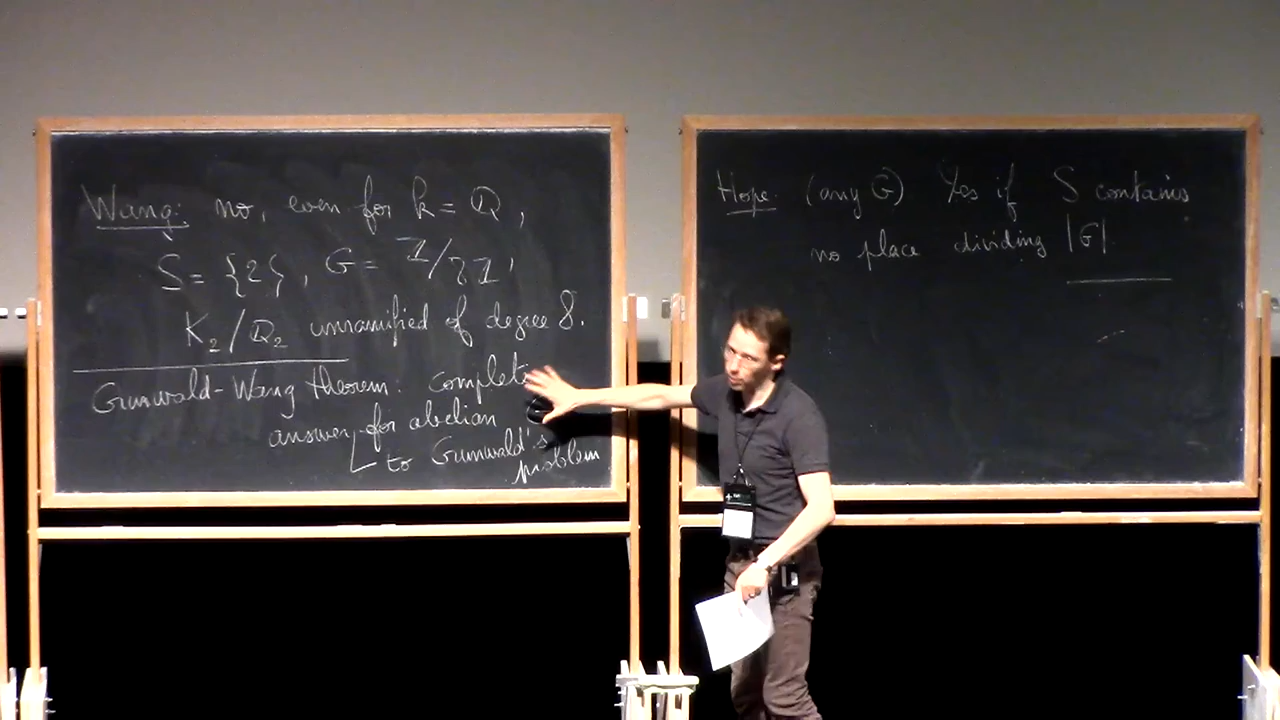 Wang: no, even for k = Q,
S = {2}, G = Z/8Z,
K₂/Q₂ unramified of degree 8.
Grunwald-Wang theorem: complete
answer for abelian
to Grunwald's
problem
Hope: (any G) Yes if S contains
no place dividing |G|.